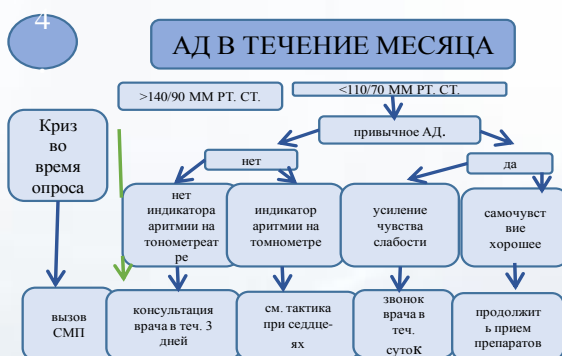 4
АД В ТЕЧЕНИЕ МЕСЯЦА
>140/90 ММ РТ. СТ.
<110/70 ММ РТ. СТ.
Криз
во
время
опроса
привычное АД.
нет
да
нет
индикатора
аритмии на
тонометреат
ре
индикатор
аритмии на
томнометре
усиление
чувства
слабости
самочувст
вие
хорошее
вызов
СМП
консультация
врача в теч. 3
дней
см. тактика
при седдце-
ях
звонок
врача в
теч.
суток
продолжит
ь прием
препаратов